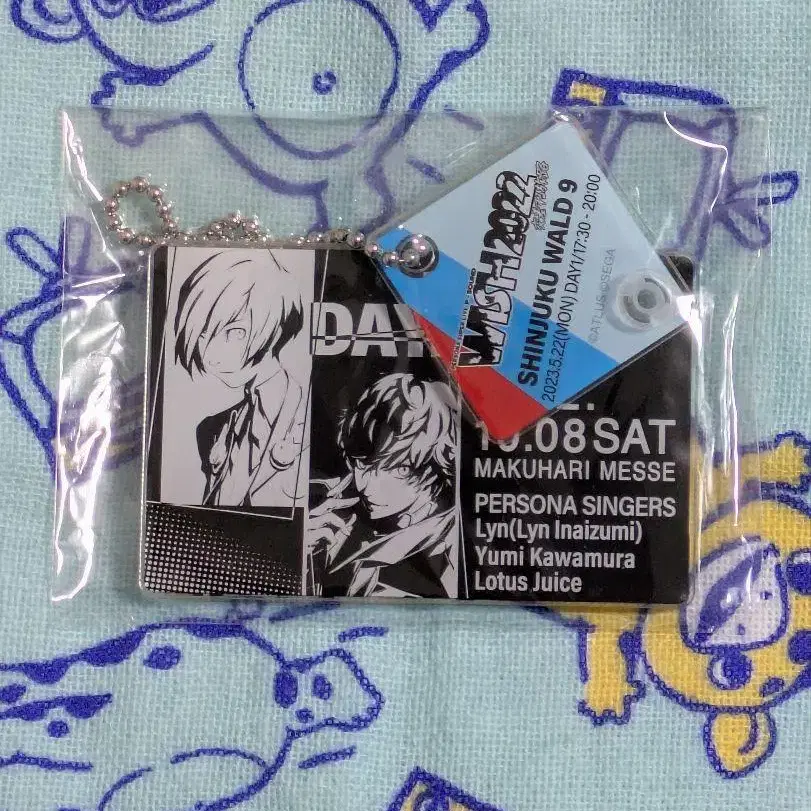 DAY
08 SAT
MAKUHARI MESSE
PERSONA SINGERS
Lyn(Lyn Inaizumi)
Yumi Kawamura
Lotus Juice
WISH2022
SHINJUKU WALD 9
2023.5.22(MON) DAY1/17:30 - 20:00
©ATLUS ©SEGA